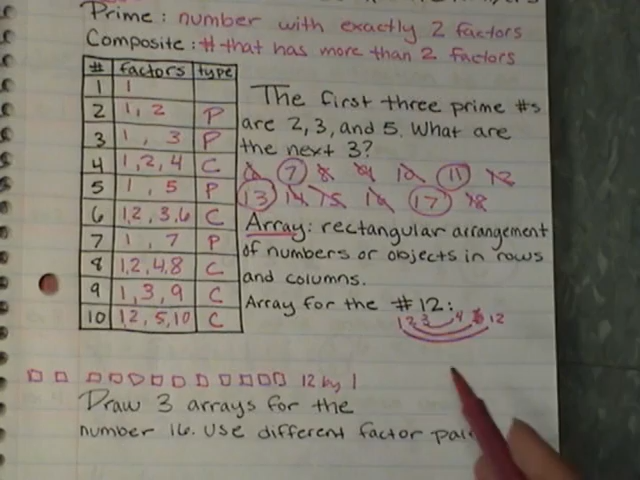 Prime: number with exactly 2 factors
Composite: # that has more than 2 factors
# factors type
1 1
2 1, 2 P
3 1, 3 P
4 1,2,4 C
5 1, 5 P
6 1,2,3,6 C
7 1, 7 P
8 1,2,4,8 C
9 1,3,9 C
10 1,2,5,10 C
The first three prime #s
are 2, 3, and 5. What are
the next 3?
6 7 8 9 10 11 12
13 14 15 16 17 18
Array: rectangular arrangement
of numbers or objects in rows
and columns.
Array for the #12:
1 2 3 4 6 12
12 by 1
Draw 3 arrays for the
number 16. Use different factor